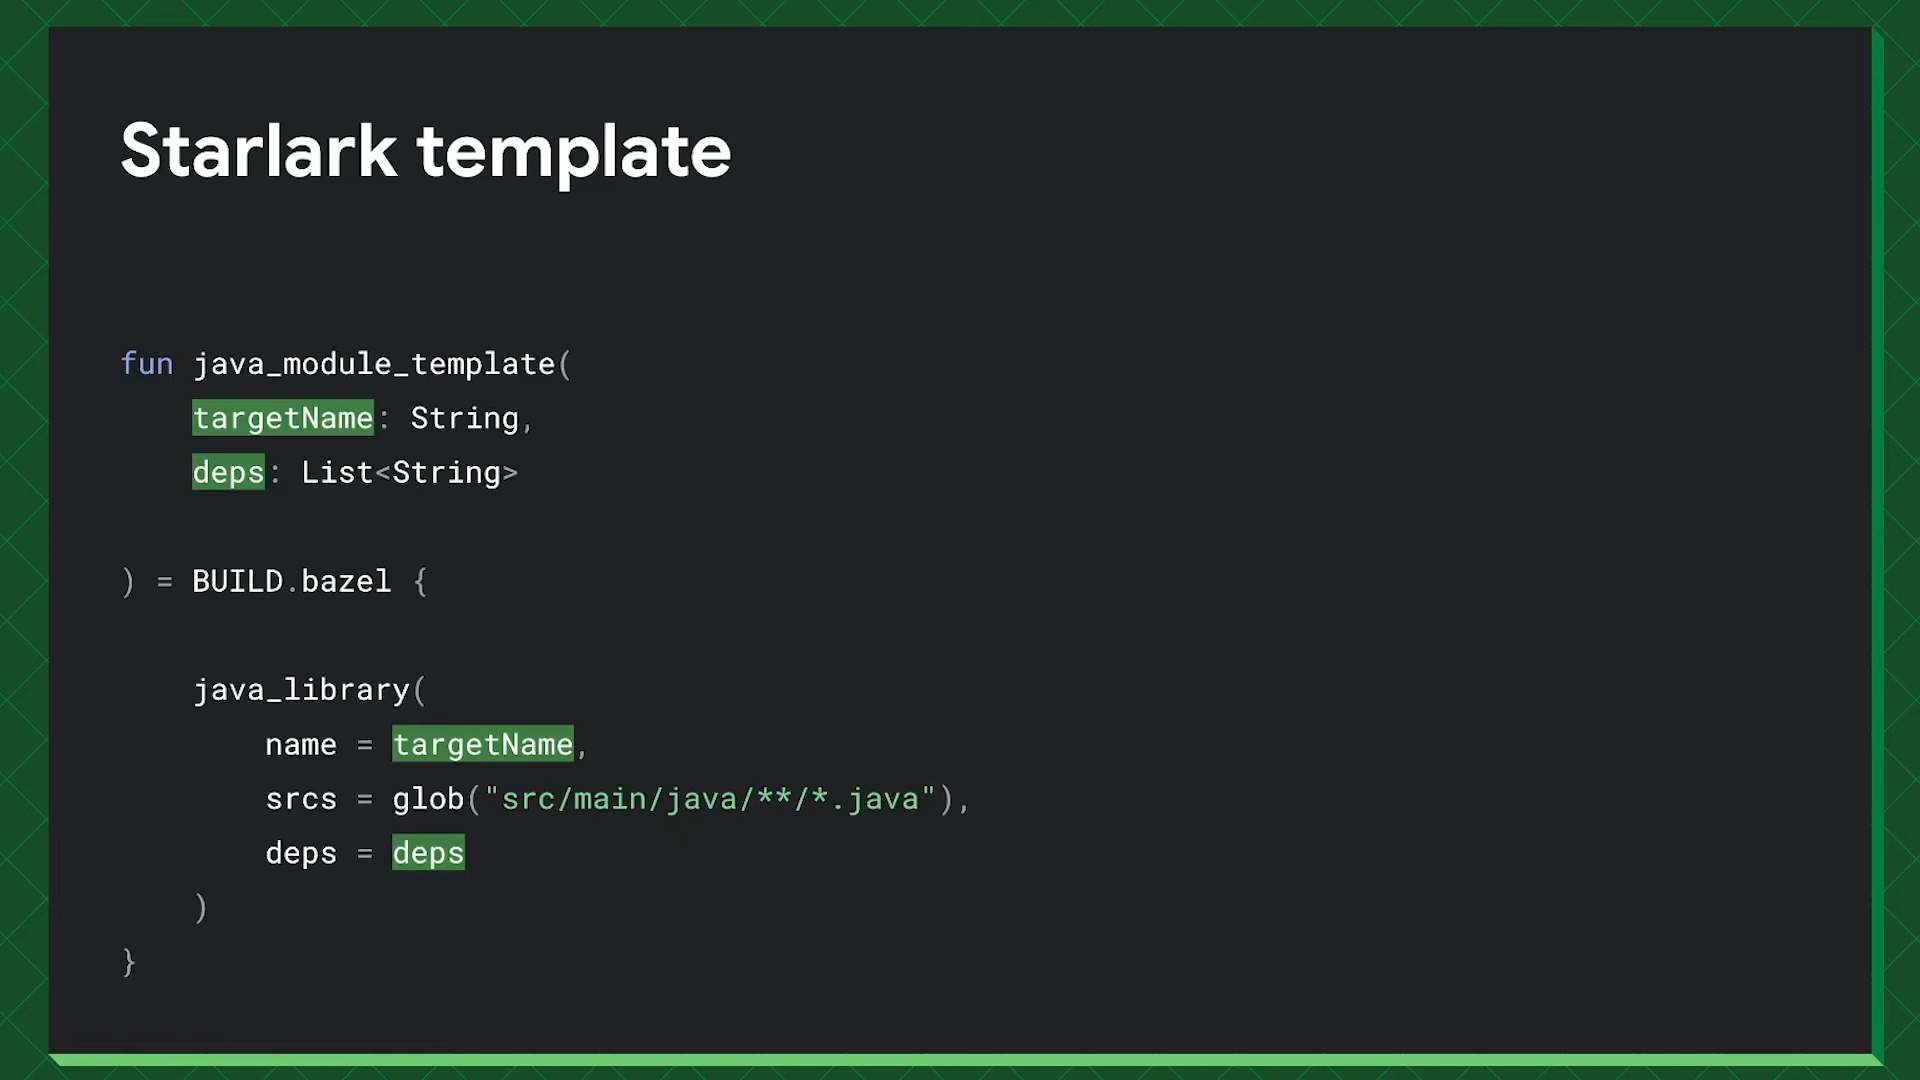 Starlark template
fun java_module_template(
targetName: String,
deps: List<String>
) = BUILD.bazel {
java_library(
name = targetName,
srcs = glob("src/main/java/**/*.java"),
deps = deps
)
}